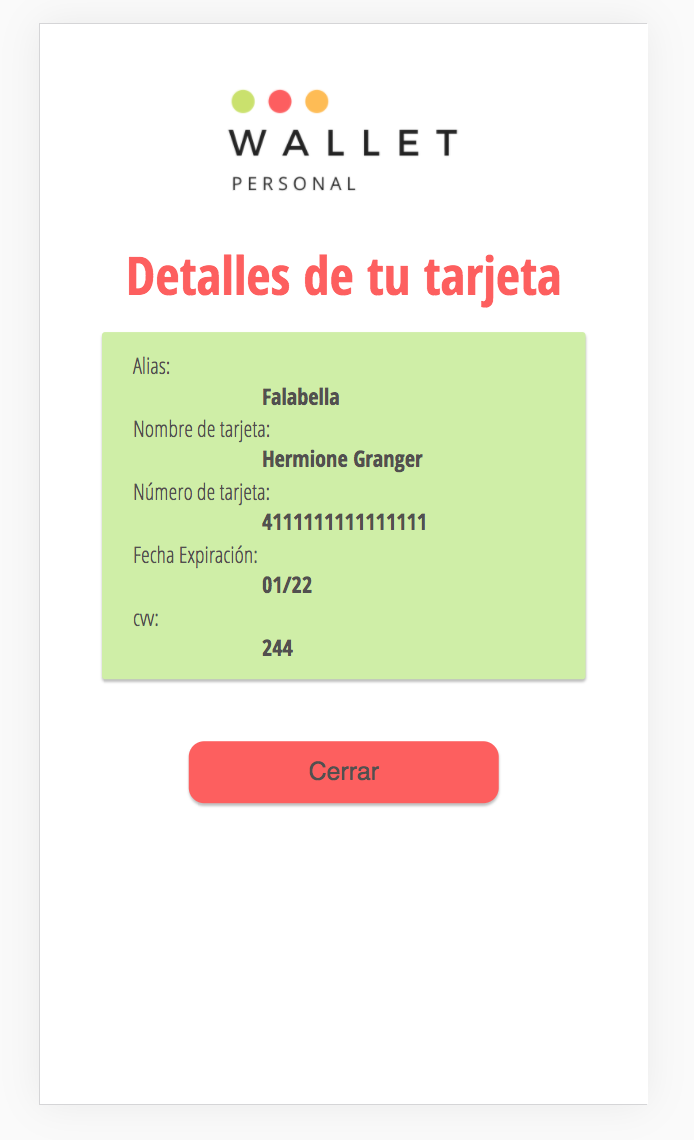 WALLET
PERSONAL
Detalles de tu tarjeta
Alias:
Falabella
Nombre de tarjeta:
Hermione Granger
Número de tarjeta:
4111111111111111
Fecha Expiración:
01/22
cvv:
244
Cerrar